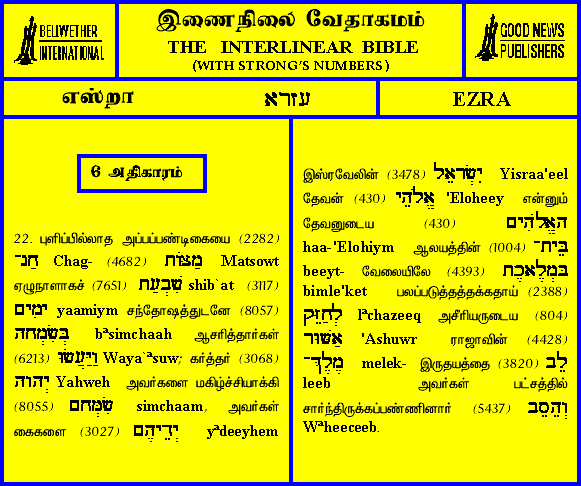 BELLWETHER
INTERNATIONAL
இணைநிலை வேதாகமம்
THE INTERLINEAR BIBLE
(WITH STRONG'S NUMBERS)
GOOD NEWS
PUBLISHERS
எஸ்றா
עזרא
EZRA
6 அதிகாரம்
22. புளிப்பில்லாத அப்பப்பண்டிகையை (2282)
חַג־ Chag- (4682) מַצּוֹת Matsowt
ஏழுநாளாகச் (7651) שִׁבְעַת shib`at (3117)
יָמִים yaamiym சந்தோஷத்துடனே (8057)
בְּשִׂמְחָה bªsimchaah ஆசரித்தார்கள்
(6213) וַיַּעֲשׂוּ Waya`ªsuw; கர்த்தர் (3068)
יְהוָה Yahweh அவர்களை மகிழ்ச்சியாக்கி
(8055) שִׂמְּחָם simchaam, அவர்கள்
கைகளை (3027) יְדֵיהֶם yªdeeyhem
இஸ்ரவேலின் (3478) יִשְׂרָאֵל Yisraa'eel
தேவன் (430) אֱלֹהֵי 'Eloheey என்னும்
தேவனுடைய (430) הָאֱלֹהִים
haa-'Elohiym ஆலயத்தின் (1004) בֵּית־
beeyt- வேலையிலே (4393) בִּמְלֶאכֶת
bimle'ket பலப்படுத்தத்தக்கதாய் (2388)
לְחַזֵּק lªchazeeq அசீரியருடைய (804)
אַשּׁוּר 'Ashuwr ராஜாவின் (4428)
מֶלֶךְ־ melek- இருதயத்தை (3820) לֵב
leeb அவர்கள் பட்சத்தில்
சார்ந்திருக்கப்பண்ணினார் (5437) וְהֵסֵב
Wªheeceeb.